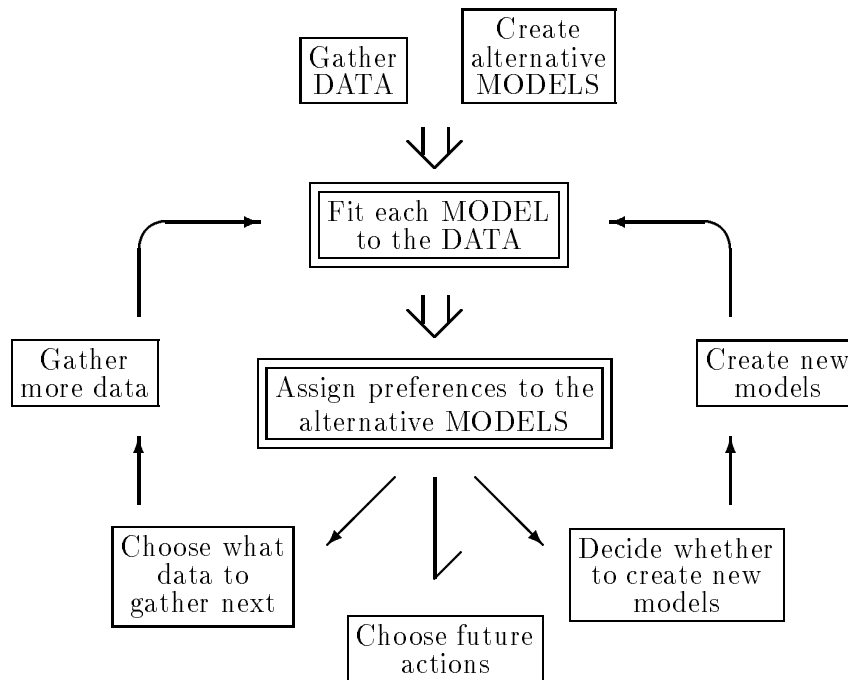 Gather
DATA
Create
alternative
MODELS
Fit each MODEL
to the DATA
Gather
more data
Create new
models
Assign preferences to the
alternative MODELS
Choose what
data to
gather next
Decide whether
to create new
models
Choose future
actions